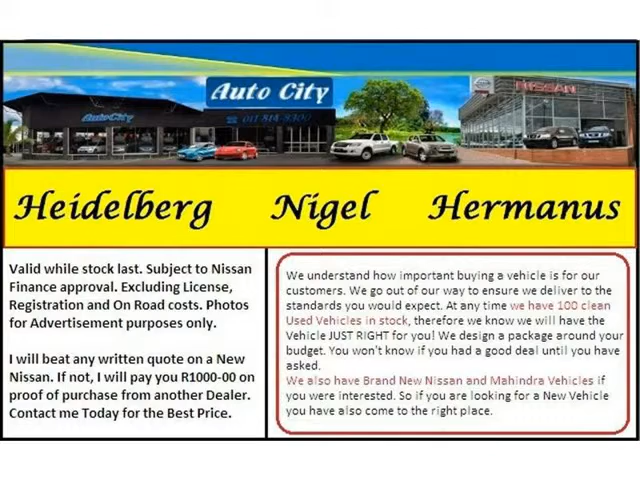 Auto City
AutoCity
☎ 011 814-8300
NISSAN
Heidelberg Nigel Hermanus
Valid while stock last. Subject to Nissan
Finance approval. Excluding License,
Registration and On Road costs. Photos
for Advertisement purposes only.
I will beat any written quote on a New
Nissan. If not, I will pay you R1000-00 on
proof of purchase from another Dealer.
Contact me Today for the Best Price.
We understand how important buying a vehicle is for our
customers. We go out of our way to ensure we deliver to the
standards you would expect. At any time we have 100 clean
Used Vehicles in stock, therefore we know we will have the
Vehicle JUST RIGHT for you! We design a package around your
budget. You won't know if you had a good deal until you have
asked.
We also have Brand New Nissan and Mahindra Vehicles if
you were interested. So if you are looking for a New Vehicle
you have also come to the right place.